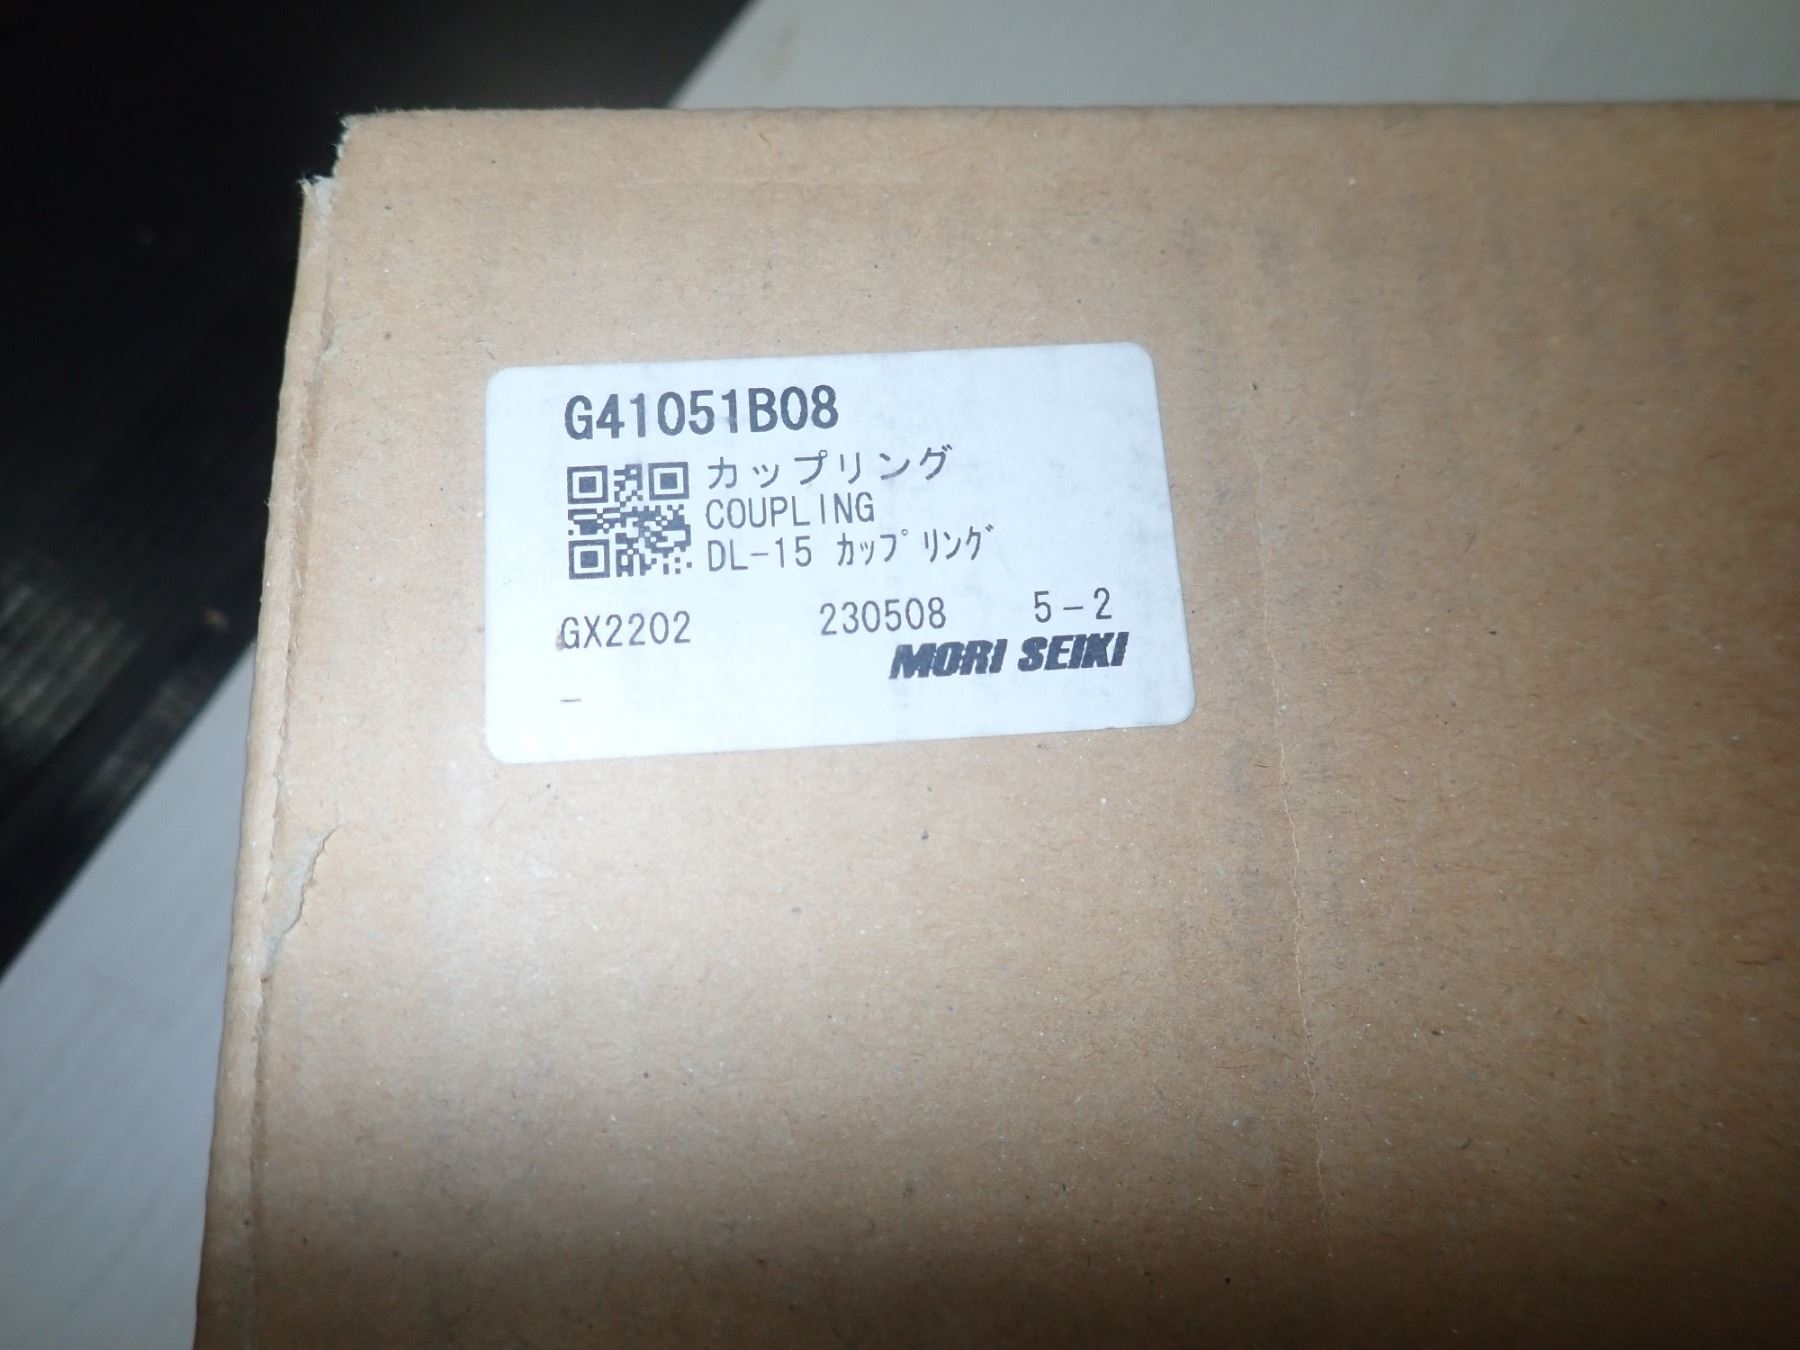 G41051B08
カップリング
COUPLING
DL-15 ｶｯﾌﾟﾘﾝｸﾞ
GX2202 230508 5-2
MORI SEIKI
-